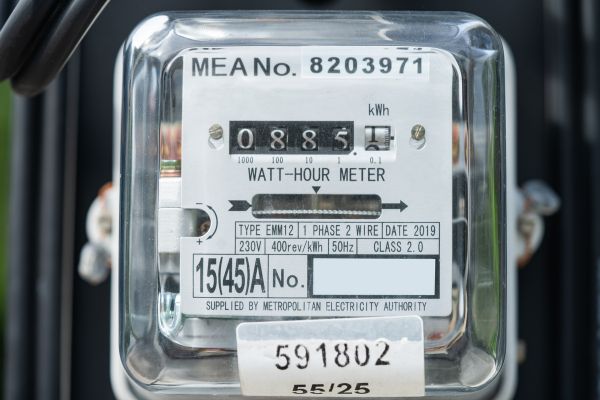 MEA No. 8203971
kWh
0885.1
1000 100 10 1 0.1
WATT-HOUR METER
TYPE EMM12 1 PHASE 2 WIRE DATE 2019
230V 400rev/kWh 50Hz CLASS 2.0
15(45)A No.
SUPPLIED BY METROPOLITAN ELECTRICITY AUTHORITY
591802
55/25